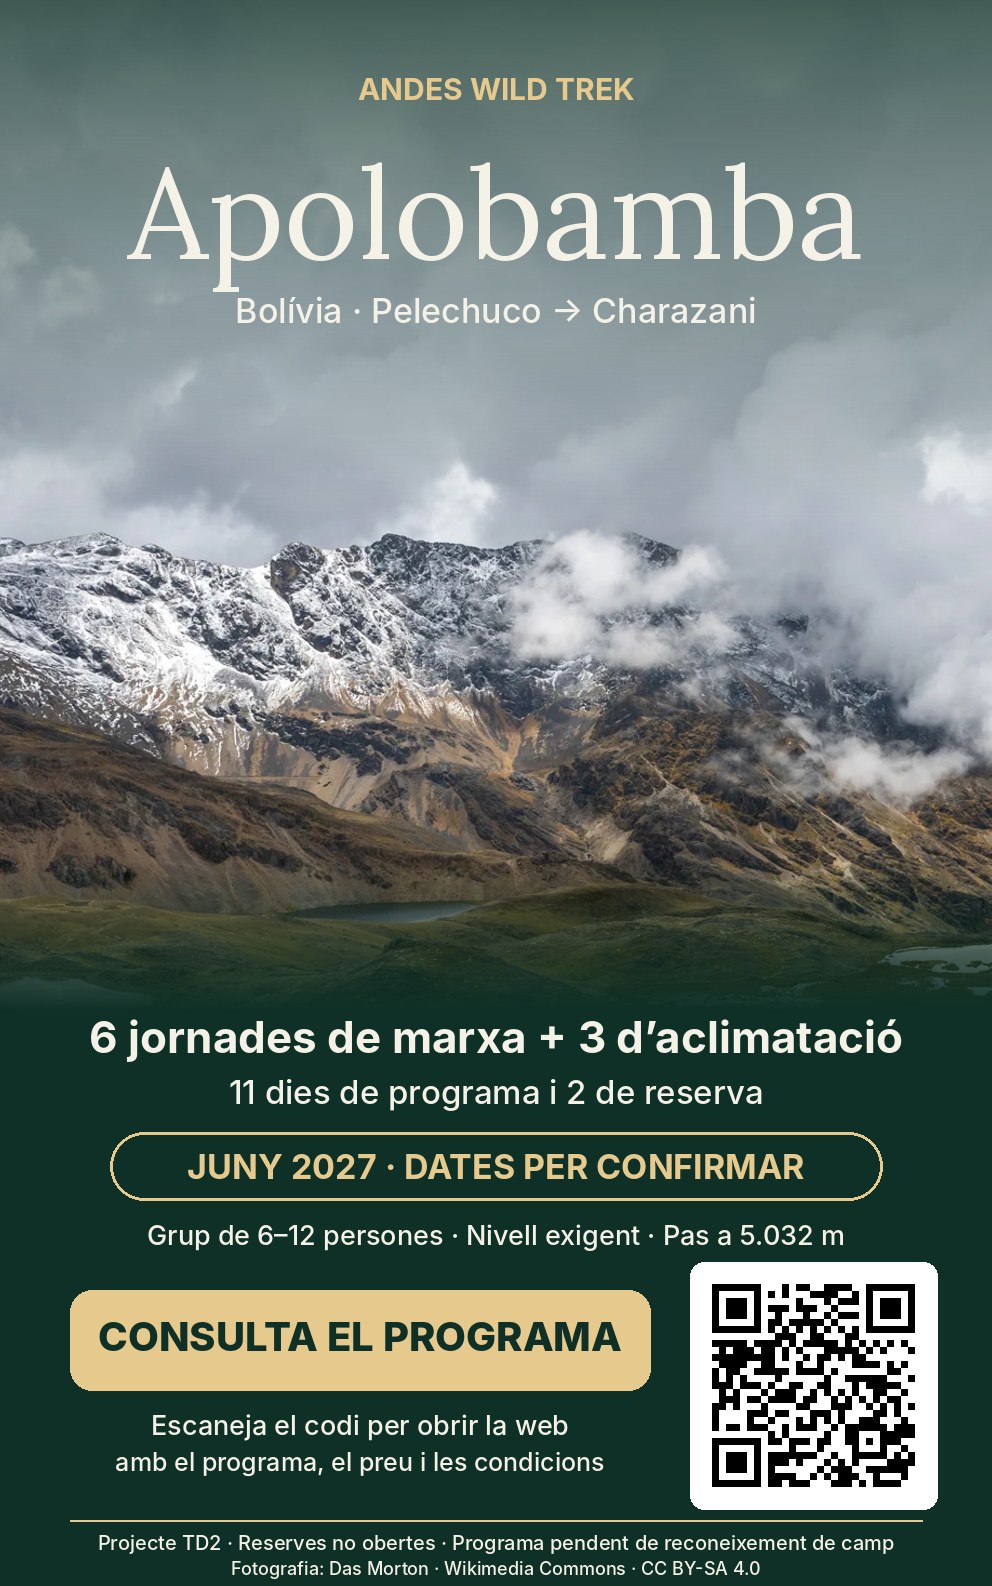 ANDES WILD TREK
Apolobamba
Bolívia · Pelechuco → Charazani
6 jornades de marxa + 3 d’aclimatació
11 dies de programa i 2 de reserva
JUNY 2027 · DATES PER CONFIRMAR
Grup de 6–12 persones · Nivell exigent · Pas a 5.032 m
CONSULTA EL PROGRAMA
Escaneja el codi per obrir la web
amb el programa, el preu i les condicions
Projecte TD2 · Reserves no obertes · Programa pendent de reconeixement de camp
Fotografia: Das Morton · Wikimedia Commons · CC BY-SA 4.0